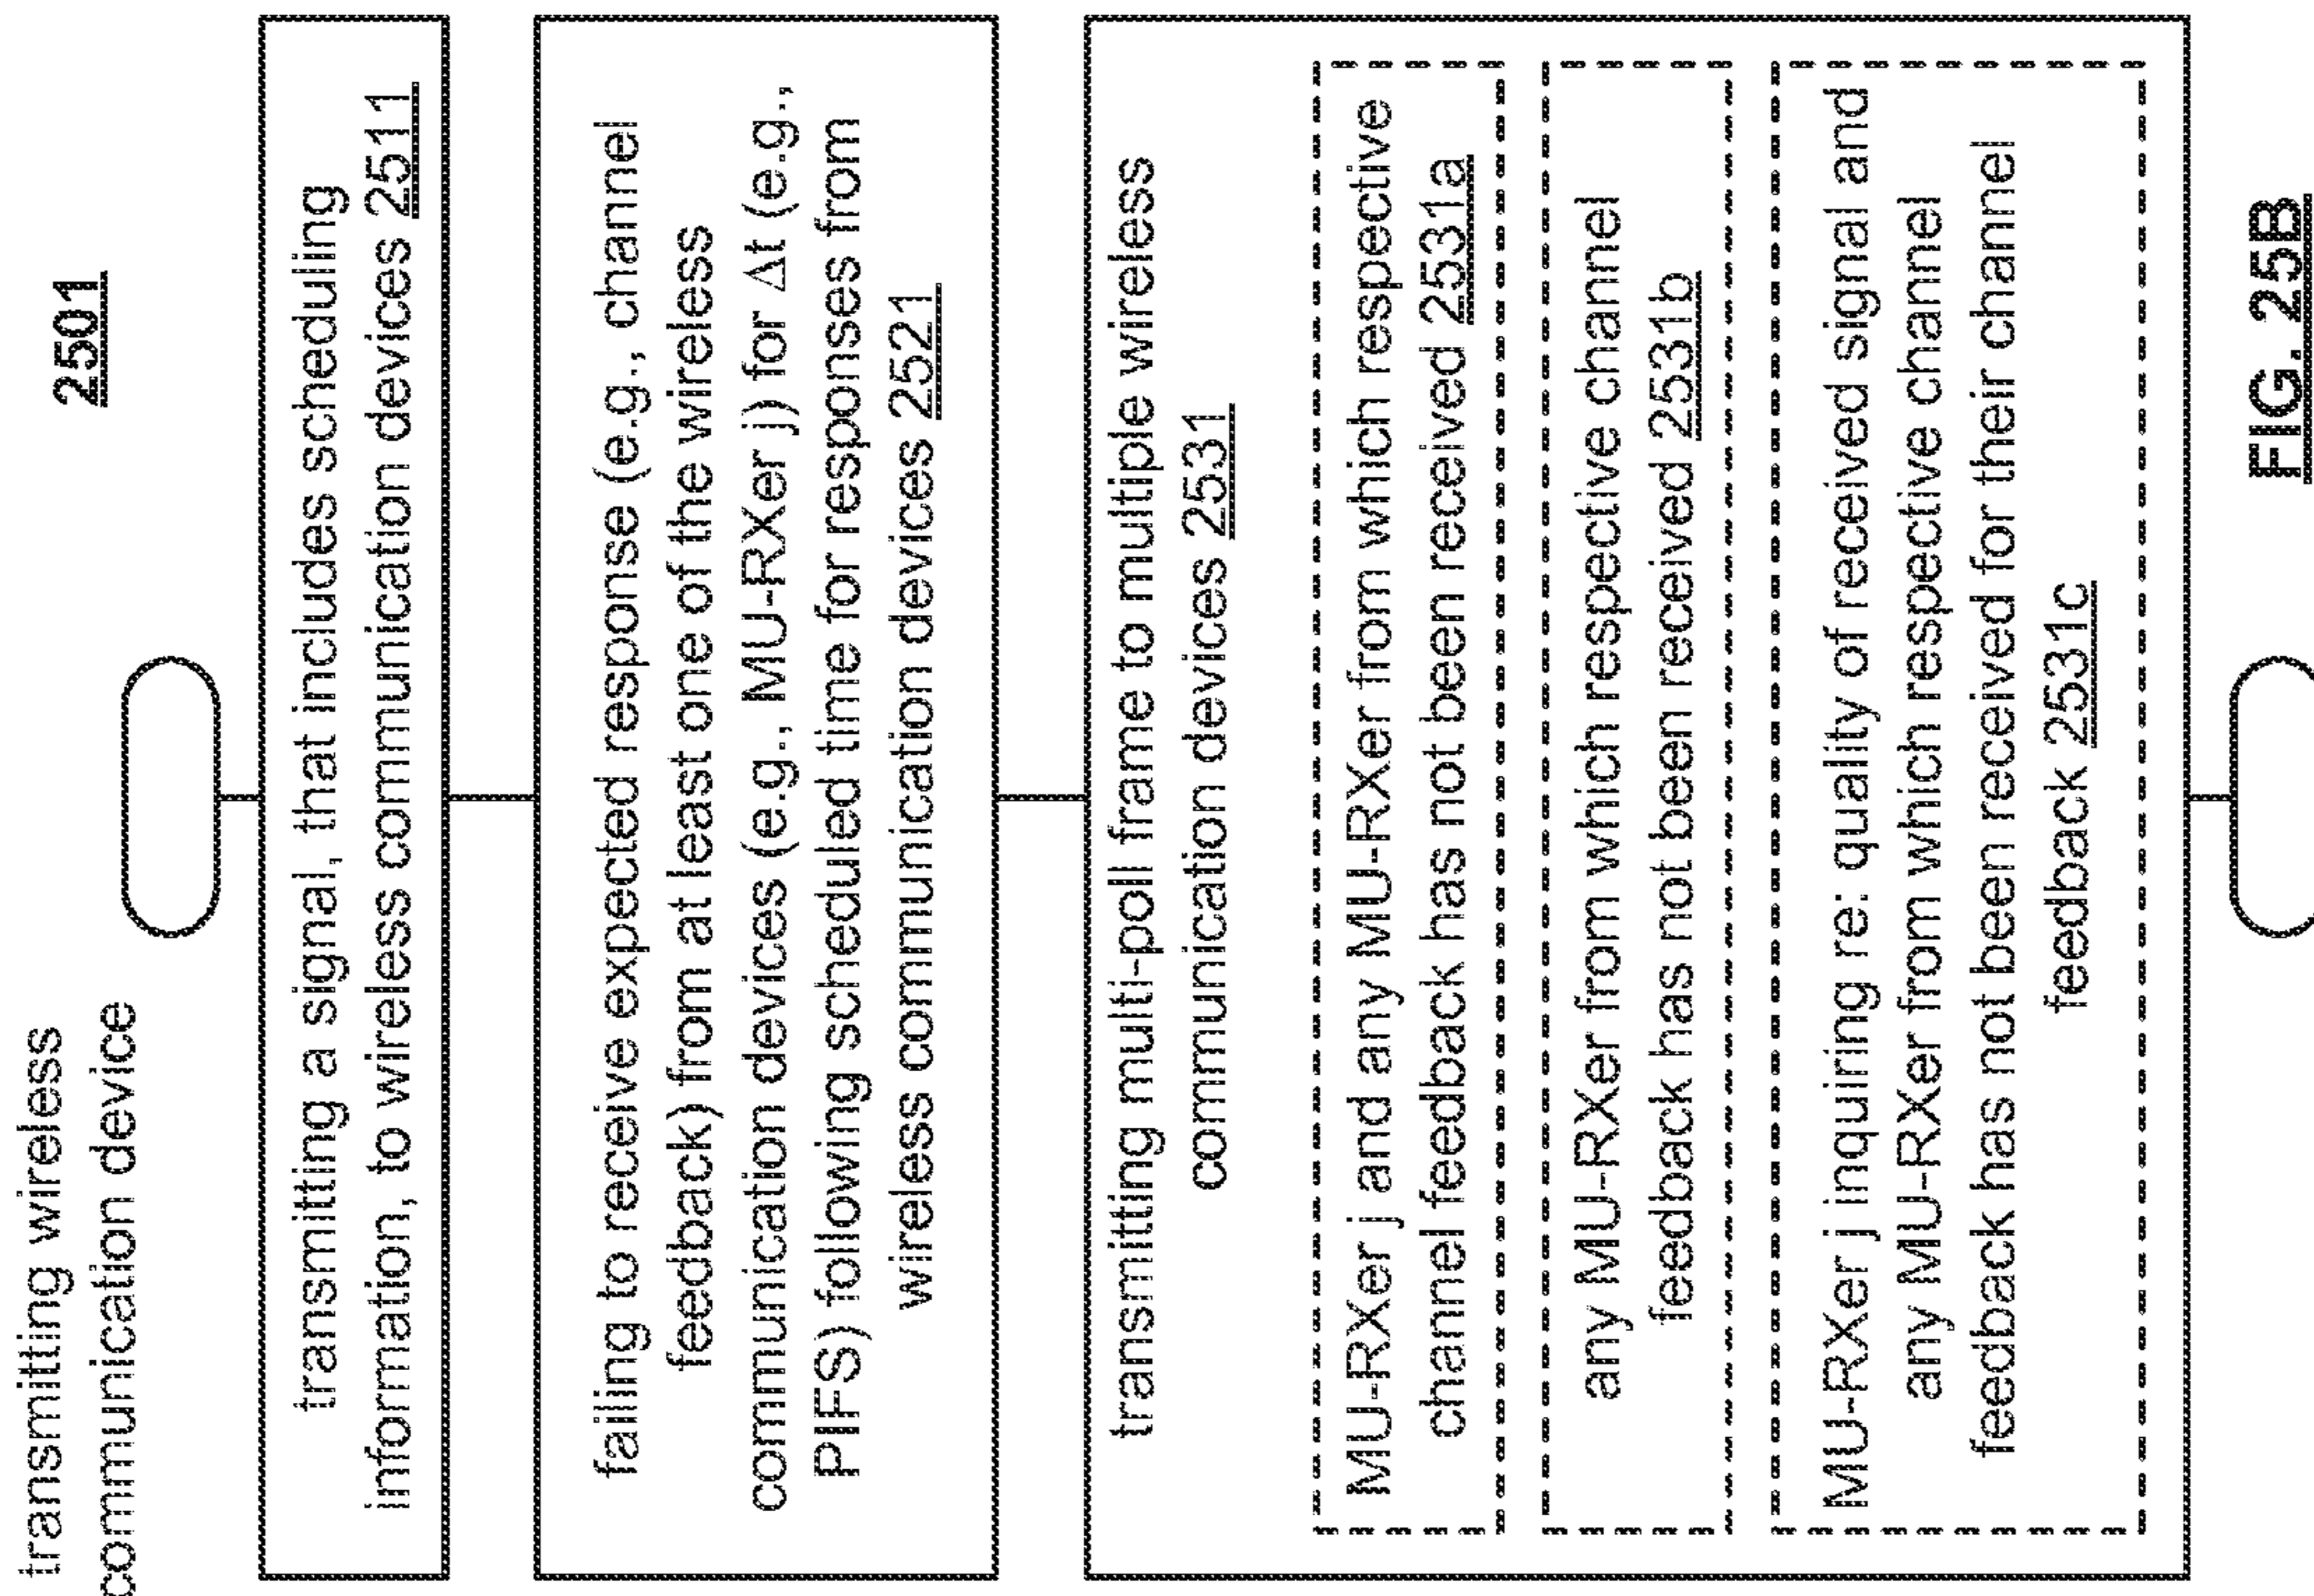 transmitting wireless
communication device
2501
transmitting a signal, that includes scheduling
information, to wireless communication devices 2511
failing to receive expected response (e.g., channel
feedback) from at least one of the wireless
communication devices (e.g., MU-RXer j) for Δt (e.g.,
PIFS) following scheduled time for responses from
wireless communication devices 2521
transmitting multi-poll frame to multiple wireless
communication devices 2531
MU-RXer j and any MU-RXer from which respective
channel feedback has not been received 2531a
any MU-RXer from which respective channel
feedback has not been received 2531b
MU-RXer j inquiring re: quality of received signal and
any MU-RXer from which respective channel
feedback has not been received for their channel
feedback 2531c
FIG. 25B